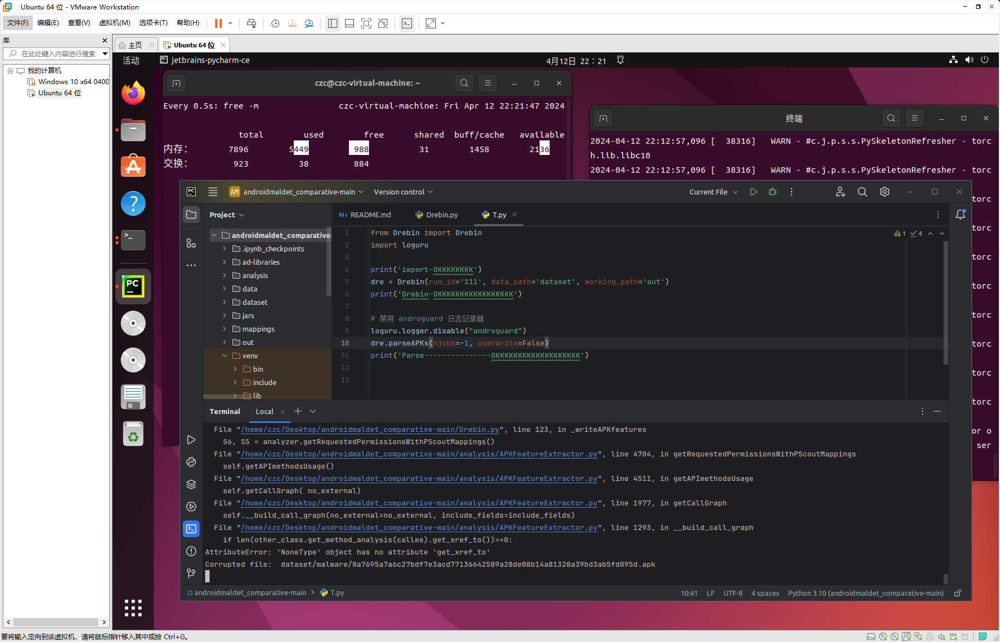 Ubuntu 64 位 - VMware Workstation
文件(F) 编辑(E) 查看(V) 虚拟机(M) 选项卡(T) 帮助(H)
库
在此处键入内容进行搜索
主页
Ubuntu 64 位
我的计算机
Windows 10 x64 0400
Ubuntu 64 位
活动
jetbrains-pycharm-ce
4月12日 22：21
czc@czc-virtual-machine: ~
Every 0.5s: free -m czc-virtual-machine: Fri Apr 12 22:21:47 2024
total used free shared buff/cache available
内存： 7896 5449 988 31 1458 2136
交换： 923 38 884
终端
2024-04-12 22:12:57,096 [ 38316] WARN - #c.j.p.s.s.PySkeletonRefresher - torc
h.lib.libc10
2024-04-12 22:12:57,096 [ 38316] WARN - #c.j.p.s.s.PySkeletonRefresher - torc
torc
torc
torc
torc
torc
torc
torc
torc
or o
ser
PC
AM
androidmaldet_comparative-main
Version control
Current File
Project
README.md
Drebin.py
T.py
androidmaldet_comparative-
.ipynb_checkpoints
ad-libraries
analysis
data
dataset
jars
mappings
out
venv
bin
include
lib
1 from Drebin import Drebin
2 import loguru
3
4 print('import-OKKKKKKKK')
5 dre = Drebin(run_id='111', data_path='dataset', working_path='out')
6 print('Drebin-OKKKKKKKKKKKKKKKKK')
7
8 # 禁用 androguard 日志记录器
9 loguru.logger.disable("androguard")
10 dre.parseAPKs(njobs=-1, overwrite=False)
11 print('Parse---------------OKKKKKKKKKKKKKKKKKKK')
12
13
1 4
Terminal
Local
File "/home/czc/Desktop/androidmaldet_comparative-main/Drebin.py", line 123, in _writeAPKfeatures
S6, S5 = analyzer.getRequestedPermissionsWithPScoutMappings()
File "/home/czc/Desktop/androidmaldet_comparative-main/analysis/APKFeatureExtractor.py", line 4704, in getRequestedPermissionsWithPScoutMappings
self.getAPImethodsUsage()
File "/home/czc/Desktop/androidmaldet_comparative-main/analysis/APKFeatureExtractor.py", line 4511, in getAPImethodsUsage
self.getCallGraph( no_external)
File "/home/czc/Desktop/androidmaldet_comparative-main/analysis/APKFeatureExtractor.py", line 1977, in getCallGraph
self.__build_call_graph(no_external=no_external, include_fields=include_fields)
File "/home/czc/Desktop/androidmaldet_comparative-main/analysis/APKFeatureExtractor.py", line 1293, in __build_call_graph
if len(other_class.get_method_analysis(callee).get_xref_to())==0:
AttributeError: 'NoneType' object has no attribute 'get_xref_to'
Corrupted file: dataset/malware/0a7695a7a6c27bdf7e3acd77136642589a28de08b14a81328a39bd3ab5fd095d.apk
androidmaldet_comparative-main > T.py
10:41 LF UTF-8 4 spaces Python 3.10 (androidmaldet_comparative-main)
要将输入定向到该虚拟机，请将鼠标指针移入其中或按 Ctrl+G。